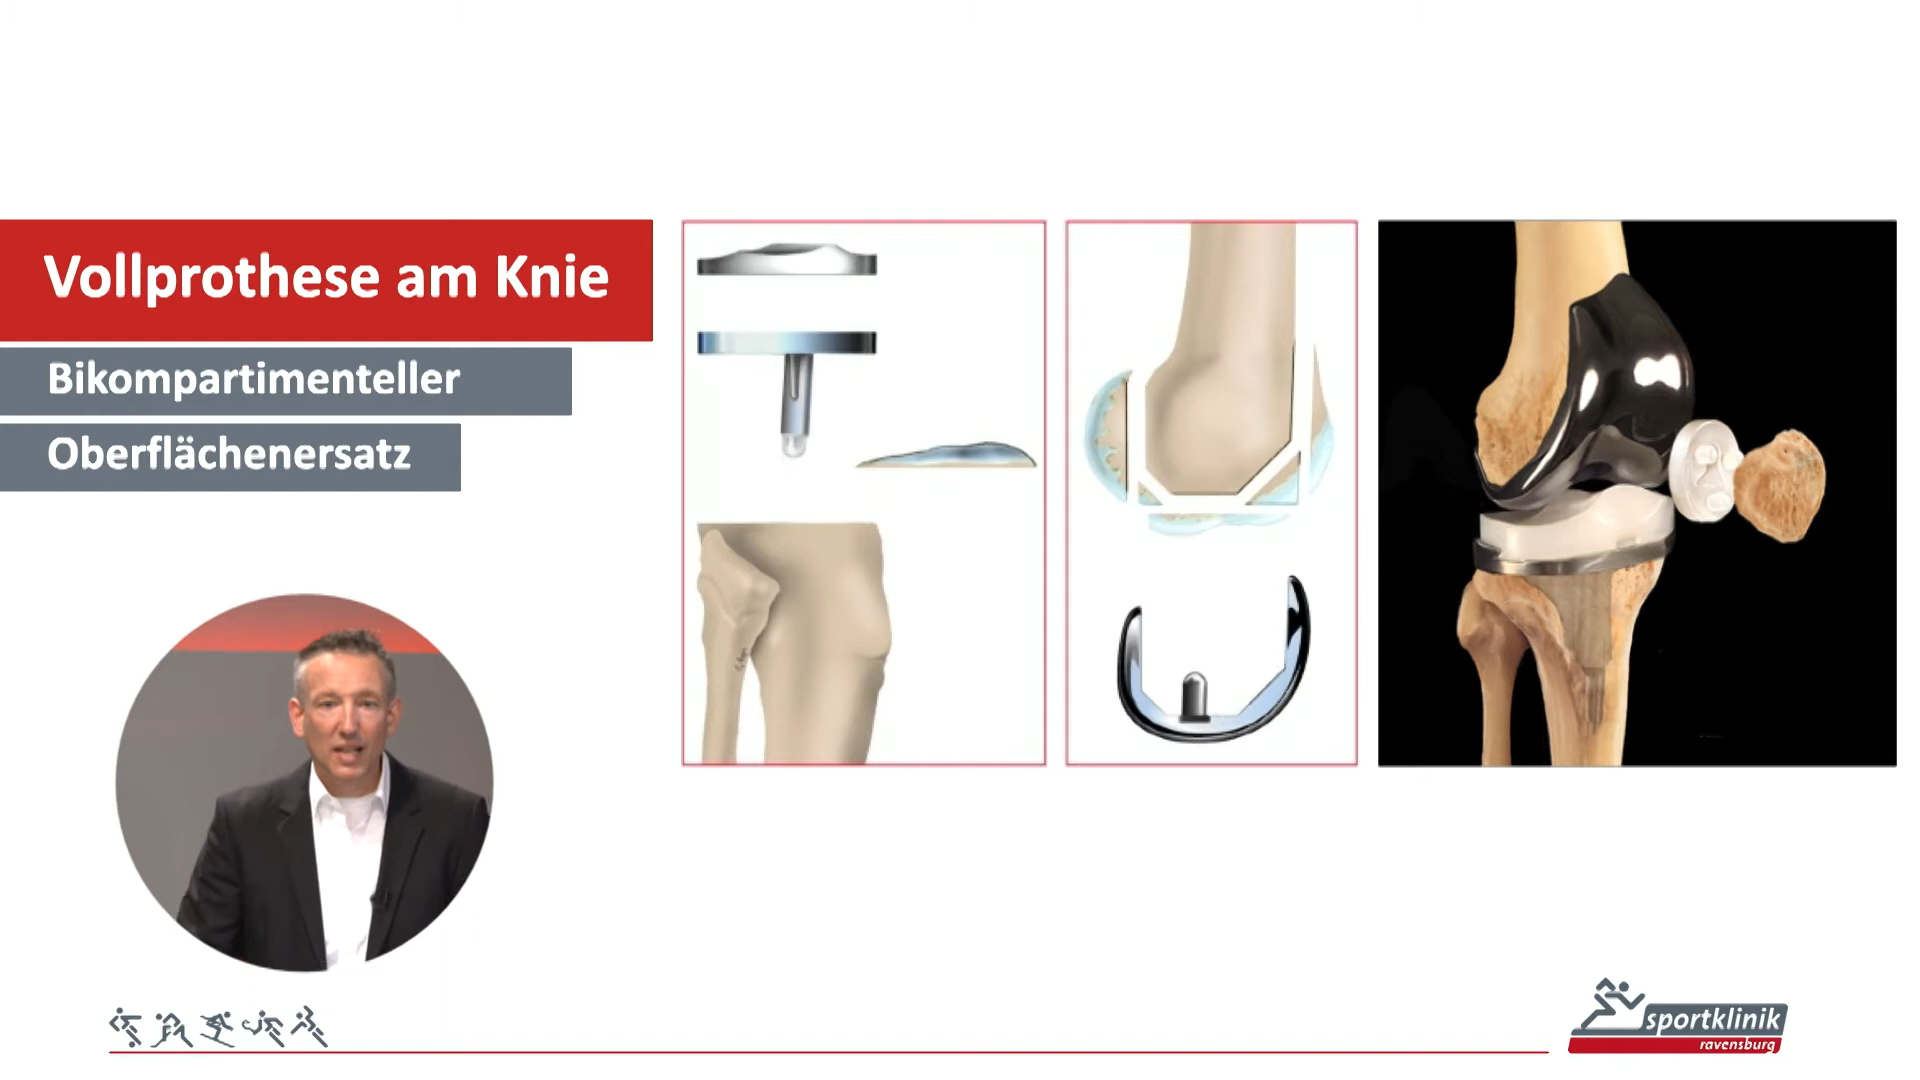 Vollprothese am Knie
Bikompartimenteller
Oberflächenersatz
sportklinik
ravensburg